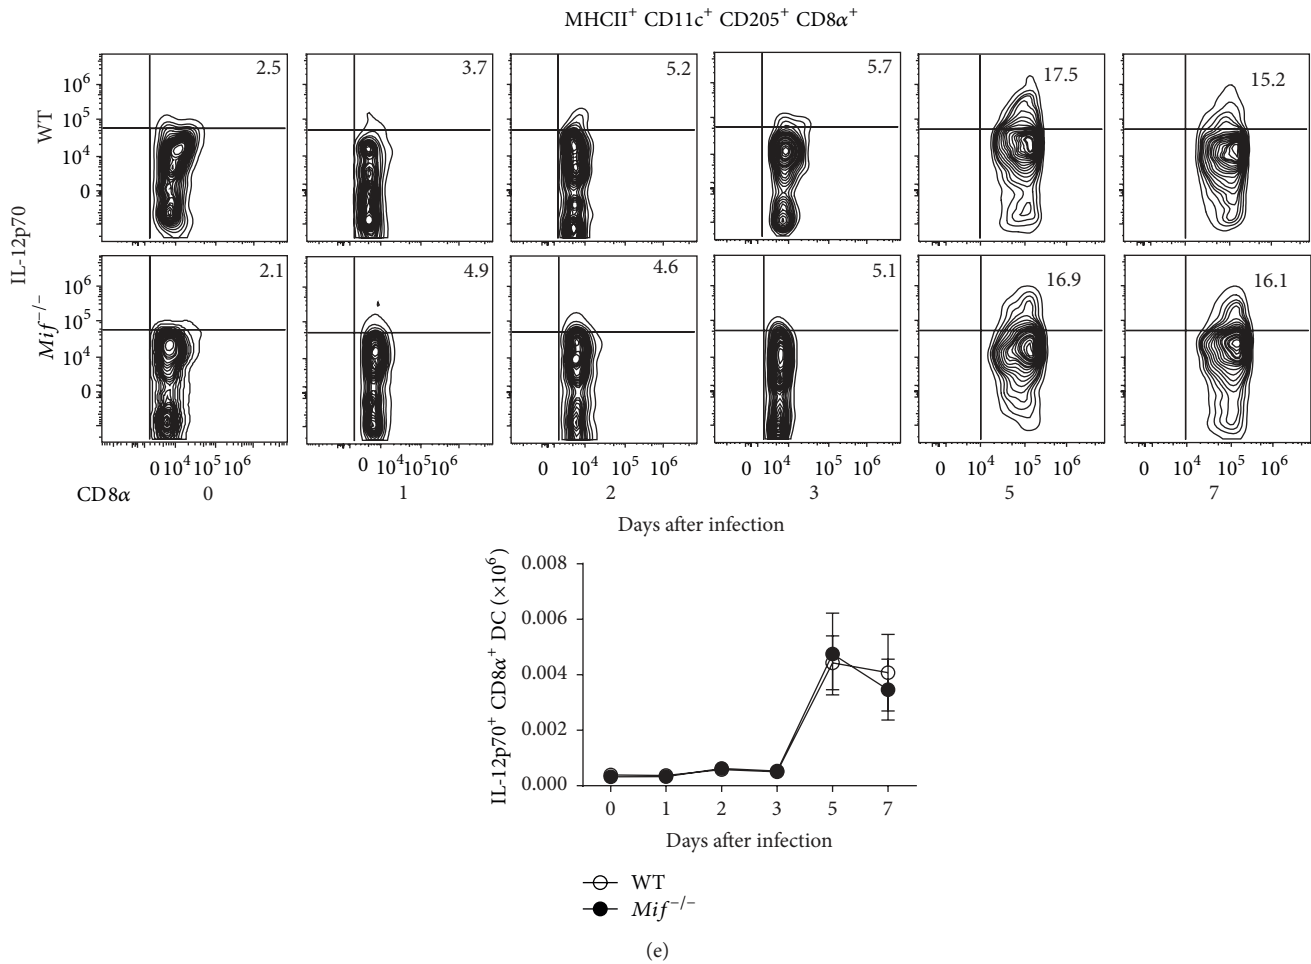 MHCII⁺ CD11c⁺ CD205⁺ CD8α⁺
IL-12p70
WT
10⁶
10⁵
10⁴
0
2.5
3.7
5.2
5.7
17.5
15.2
Mif⁻/⁻
10⁶
10⁵
10⁴
0
2.1
4.9
4.6
5.1
16.9
16.1
0 10⁴ 10⁵ 10⁶ 0 10⁴ 10⁵ 10⁶ 0 10⁴ 10⁵ 10⁶ 0 10⁴ 10⁵ 10⁶ 0 10⁴ 10⁵ 10⁶ 0 10⁴ 10⁵ 10⁶
CD8α 0 1 2 3 5 7
Days after infection
IL-12p70⁺ CD8α⁺ DC (×10⁶)
0.008
0.006
0.004
0.002
0.000
0 1 2 3 5 7
Days after infection
WT
Mif⁻/⁻
(e)